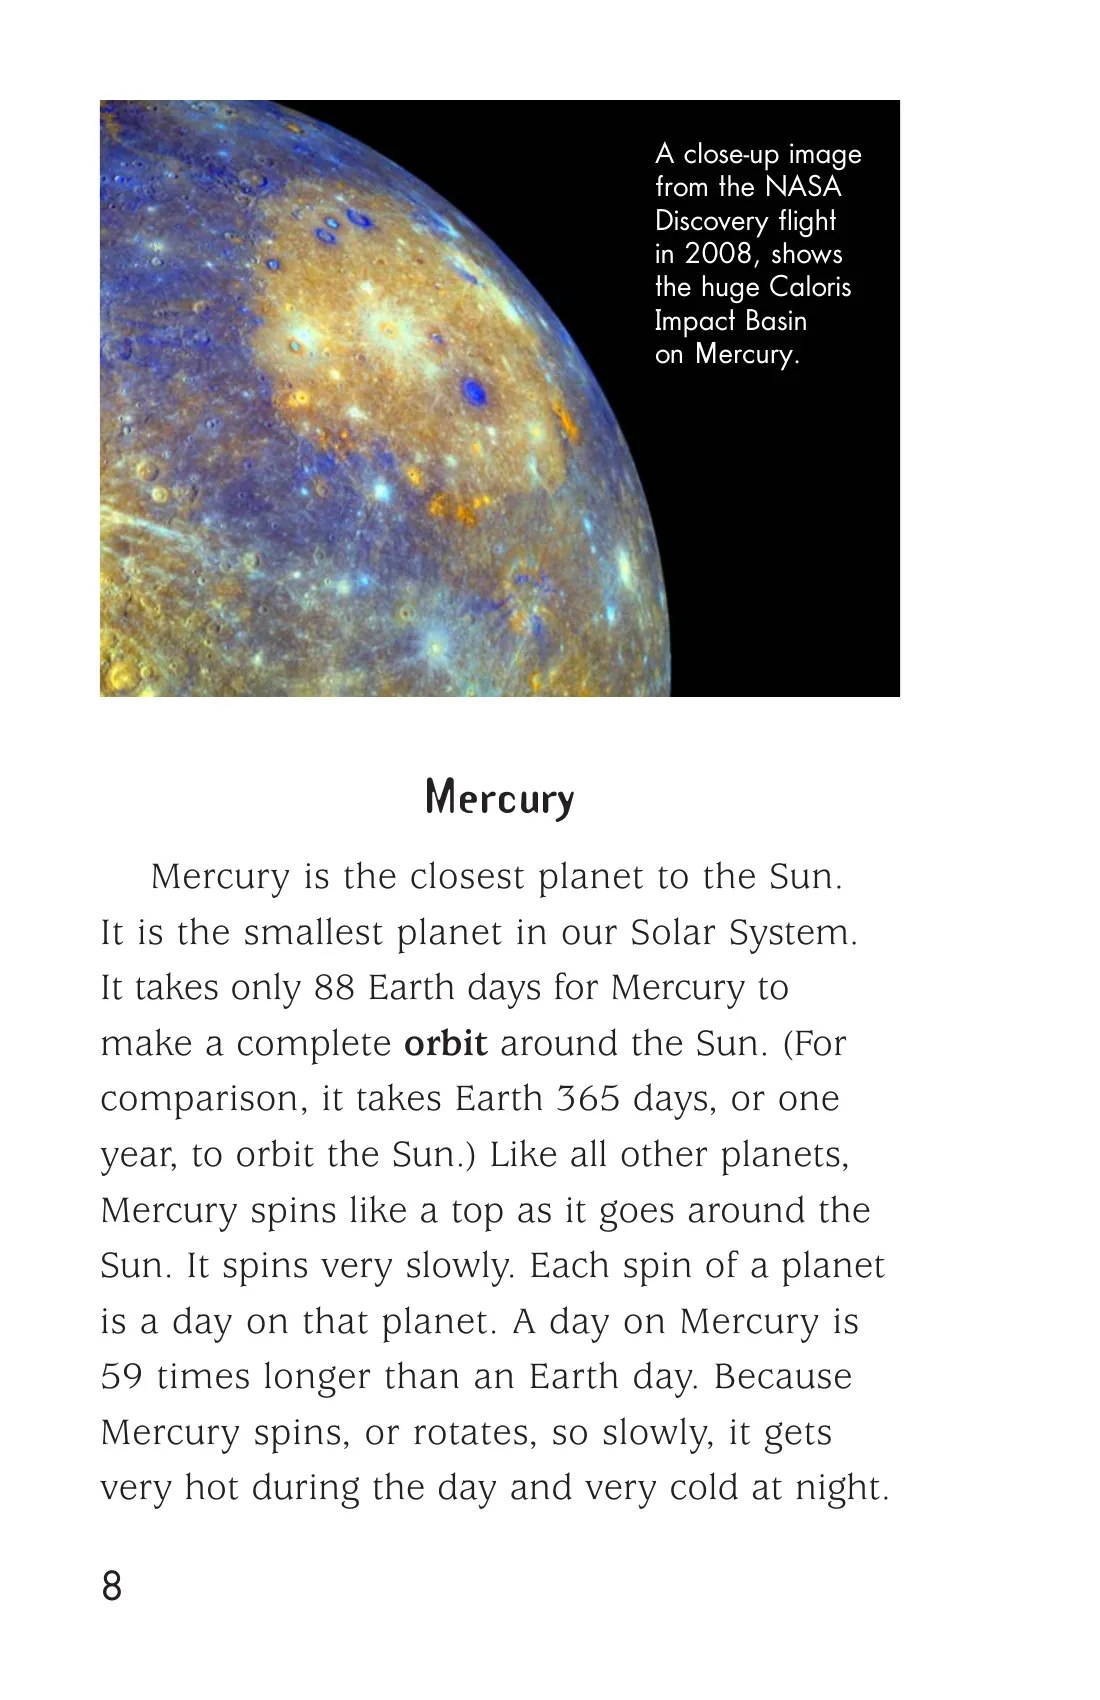 A close-up image
from the NASA
Discovery flight
in 2008, shows
the huge Caloris
Impact Basin
on Mercury.
Mercury
Mercury is the closest planet to the Sun.
It is the smallest planet in our Solar System.
It takes only 88 Earth days for Mercury to
make a complete orbit around the Sun. (For
comparison, it takes Earth 365 days, or one
year, to orbit the Sun.) Like all other planets,
Mercury spins like a top as it goes around the
Sun. It spins very slowly. Each spin of a planet
is a day on that planet. A day on Mercury is
59 times longer than an Earth day. Because
Mercury spins, or rotates, so slowly, it gets
very hot during the day and very cold at night.
8